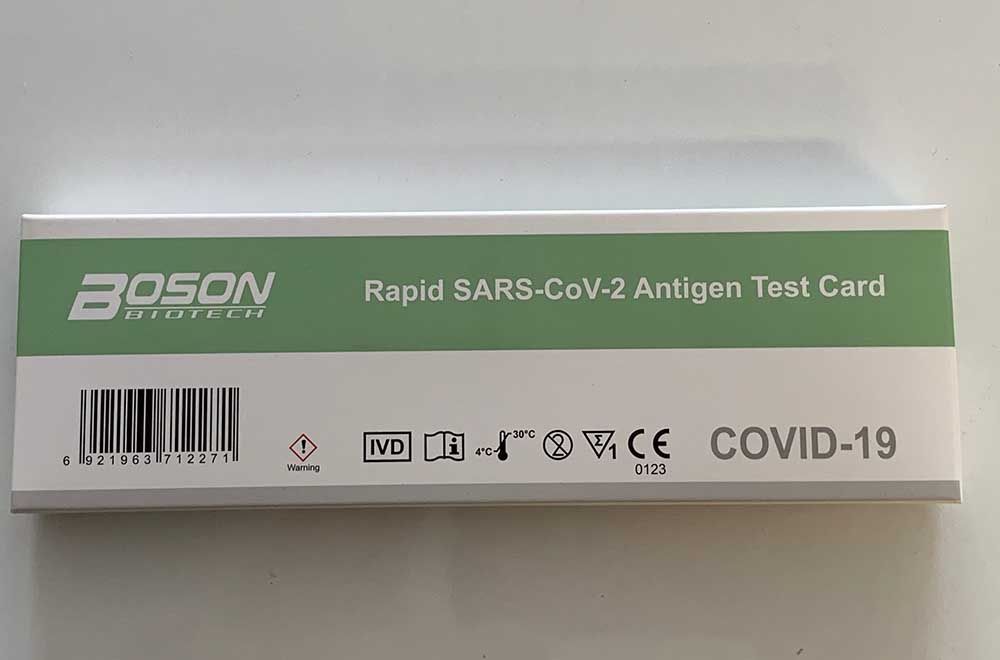 BOSON
BIOTECH
Rapid SARS-CoV-2 Antigen Test Card
6 921963 712271
Warning
IVD
i
4°C 30°C
2
Σ 1
CE
0123
COVID-19